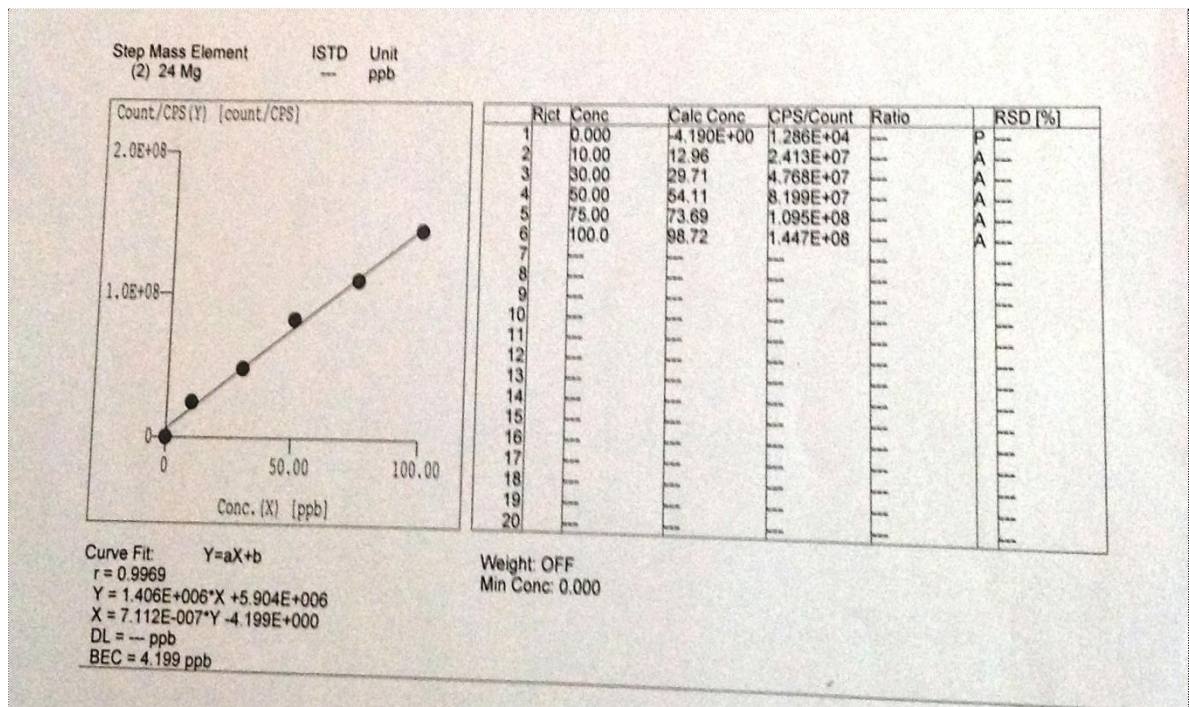 Step Mass Element ISTD Unit
(2) 24 Mg --- ppb
Count/CPS(Y) [count/CPS]
2.0E+08
1.0E+08
0
0 50.00 100.00
Conc.(X) [ppb]
Rjct Conc Calc Conc CPS/Count Ratio RSD [%]
1 0.000 -4.190E+00 1.286E+04 --- P ---
2 10.00 12.96 2.413E+07 --- A ---
3 30.00 29.71 4.768E+07 --- A ---
4 50.00 54.11 8.199E+07 --- A ---
5 75.00 73.69 1.095E+08 --- A ---
6 100.0 98.72 1.447E+08 --- A ---
7 --- --- --- --- ---
8 --- --- --- --- ---
9 --- --- --- --- ---
10 --- --- --- --- ---
11 --- --- --- --- ---
12 --- --- --- --- ---
13 --- --- --- --- ---
14 --- --- --- --- ---
15 --- --- --- --- ---
16 --- --- --- --- ---
17 --- --- --- --- ---
18 --- --- --- --- ---
19 --- --- --- --- ---
20 --- --- --- --- ---
Curve Fit: Y=aX+b
r = 0.9969
Y = 1.406E+006*X +5.904E+006
X = 7.112E-007*Y -4.199E+000
DL = --- ppb
BEC = 4.199 ppb
Weight: OFF
Min Conc: 0.000